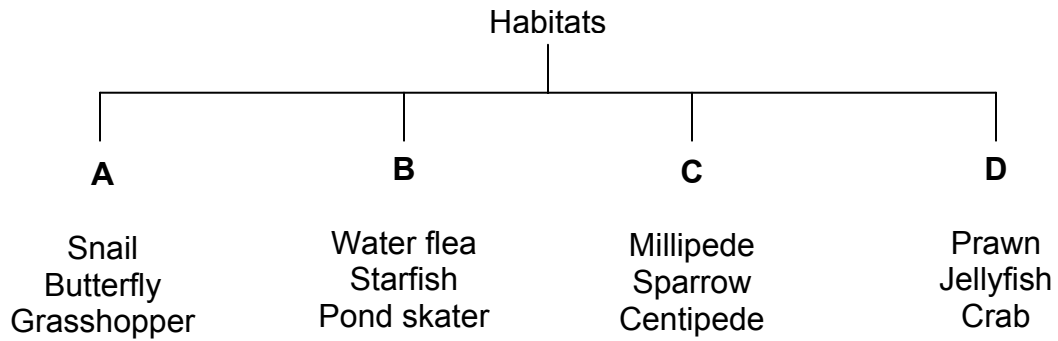 Habitats
A
B
C
D
Snail
Butterfly
Grasshopper
Water flea
Starfish
Pond skater
Millipede
Sparrow
Centipede
Prawn
Jellyfish
Crab